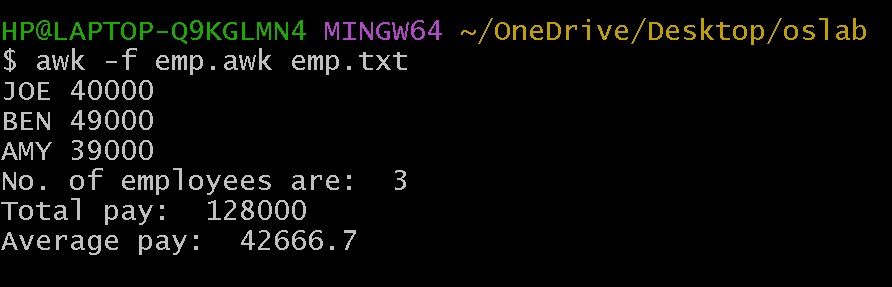 HP@LAPTOP-Q9KGLMN4 MINGW64 ~/OneDrive/Desktop/oslab
$ awk -f emp.awk emp.txt
JOE 40000
BEN 49000
AMY 39000
No. of employees are:  3
Total pay:  128000
Average pay:  42666.7